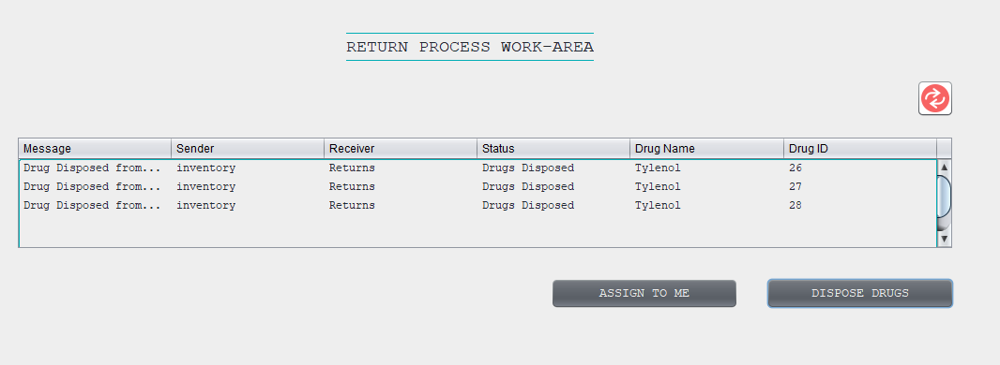 RETURN PROCESS WORK-AREA
Message Sender Receiver Status Drug Name Drug ID
Drug Disposed from... inventory Returns Drugs Disposed Tylenol 26
Drug Disposed from... inventory Returns Drugs Disposed Tylenol 27
Drug Disposed from... inventory Returns Drugs Disposed Tylenol 28
ASSIGN TO ME DISPOSE DRUGS